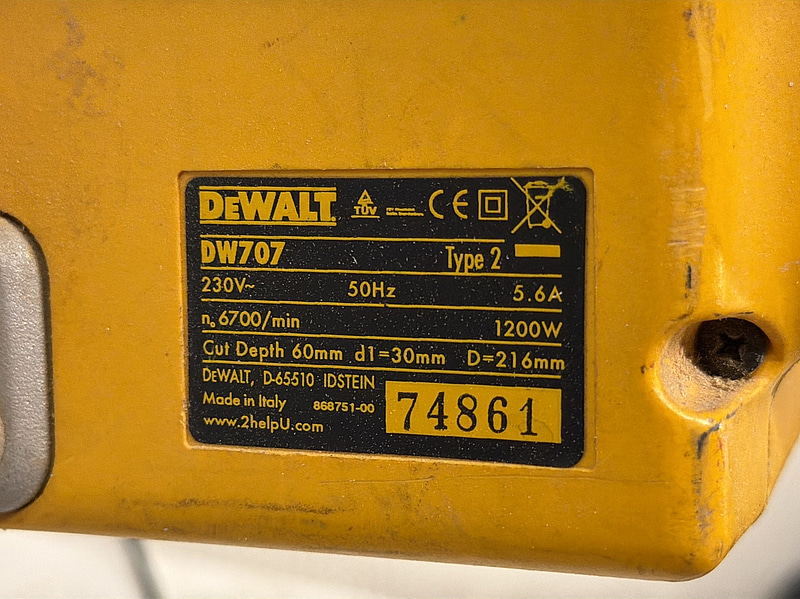 DEWALT TÜV CE
DW707 Type 2
230V~ 50Hz 5.6A
n₀ 6700/min 1200W
Cut Depth 60mm d1=30mm D=216mm
DEWALT, D-65510 IDSTEIN
Made in Italy 868751-00 74861
www.2helpU.com